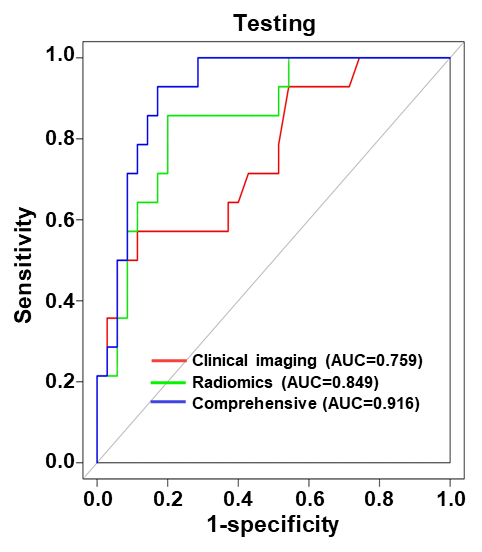 Testing
1.0
0.8
0.6
0.4
0.2
0.0
Sensitivity
Clinical imaging (AUC=0.759)
Radiomics (AUC=0.849)
Comprehensive (AUC=0.916)
0.0 0.2 0.4 0.6 0.8 1.0
1-specificity